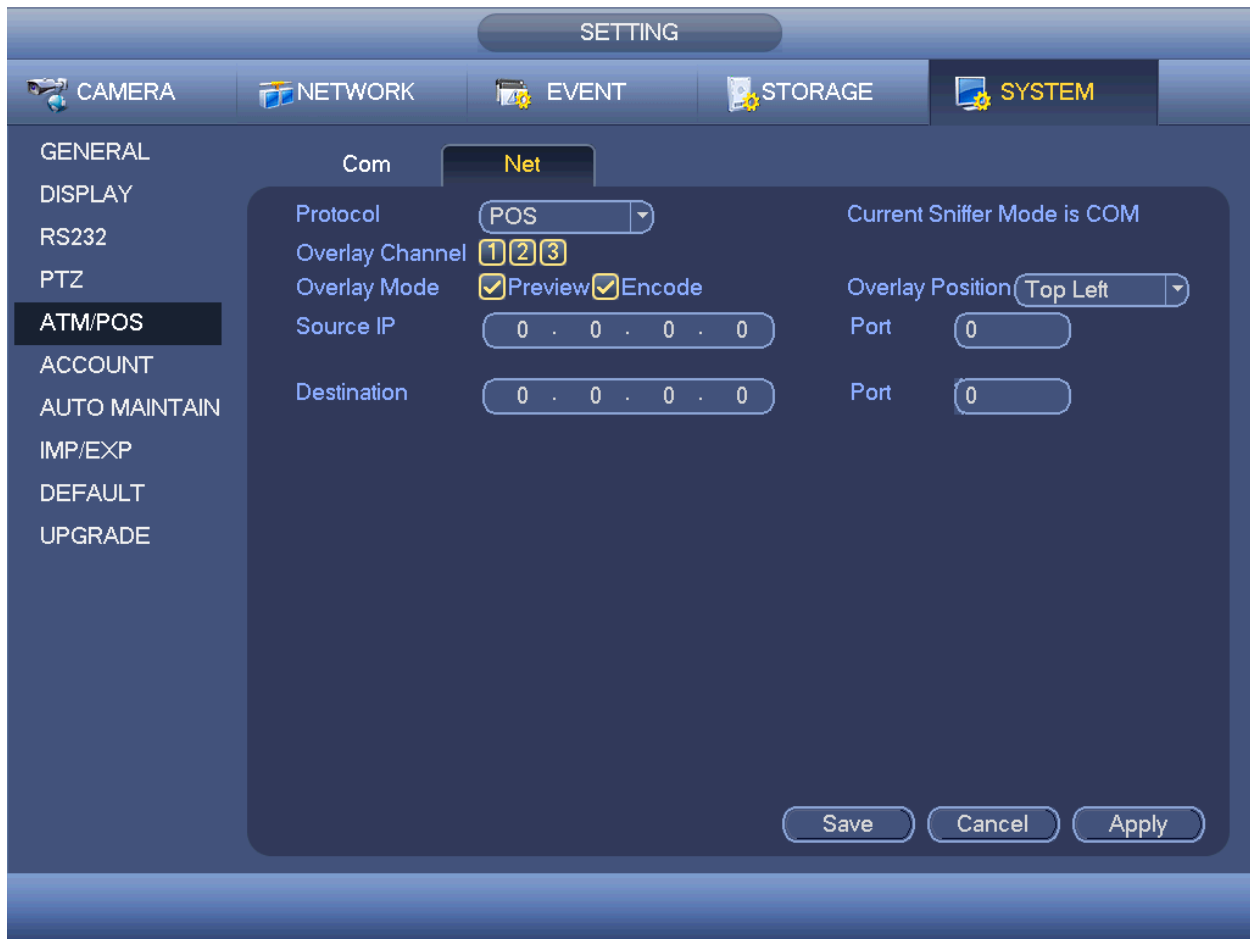 SETTING
CAMERA NETWORK EVENT STORAGE SYSTEM
GENERAL
DISPLAY
RS232
PTZ
ATM/POS
ACCOUNT
AUTO MAINTAIN
IMP/EXP
DEFAULT
UPGRADE
Com Net
Protocol POS Current Sniffer Mode is COM
Overlay Channel 1 2 3
Overlay Mode Preview Encode Overlay Position Top Left
Source IP 0 . 0 . 0 . 0 Port 0
Destination 0 . 0 . 0 . 0 Port 0
Save Cancel Apply